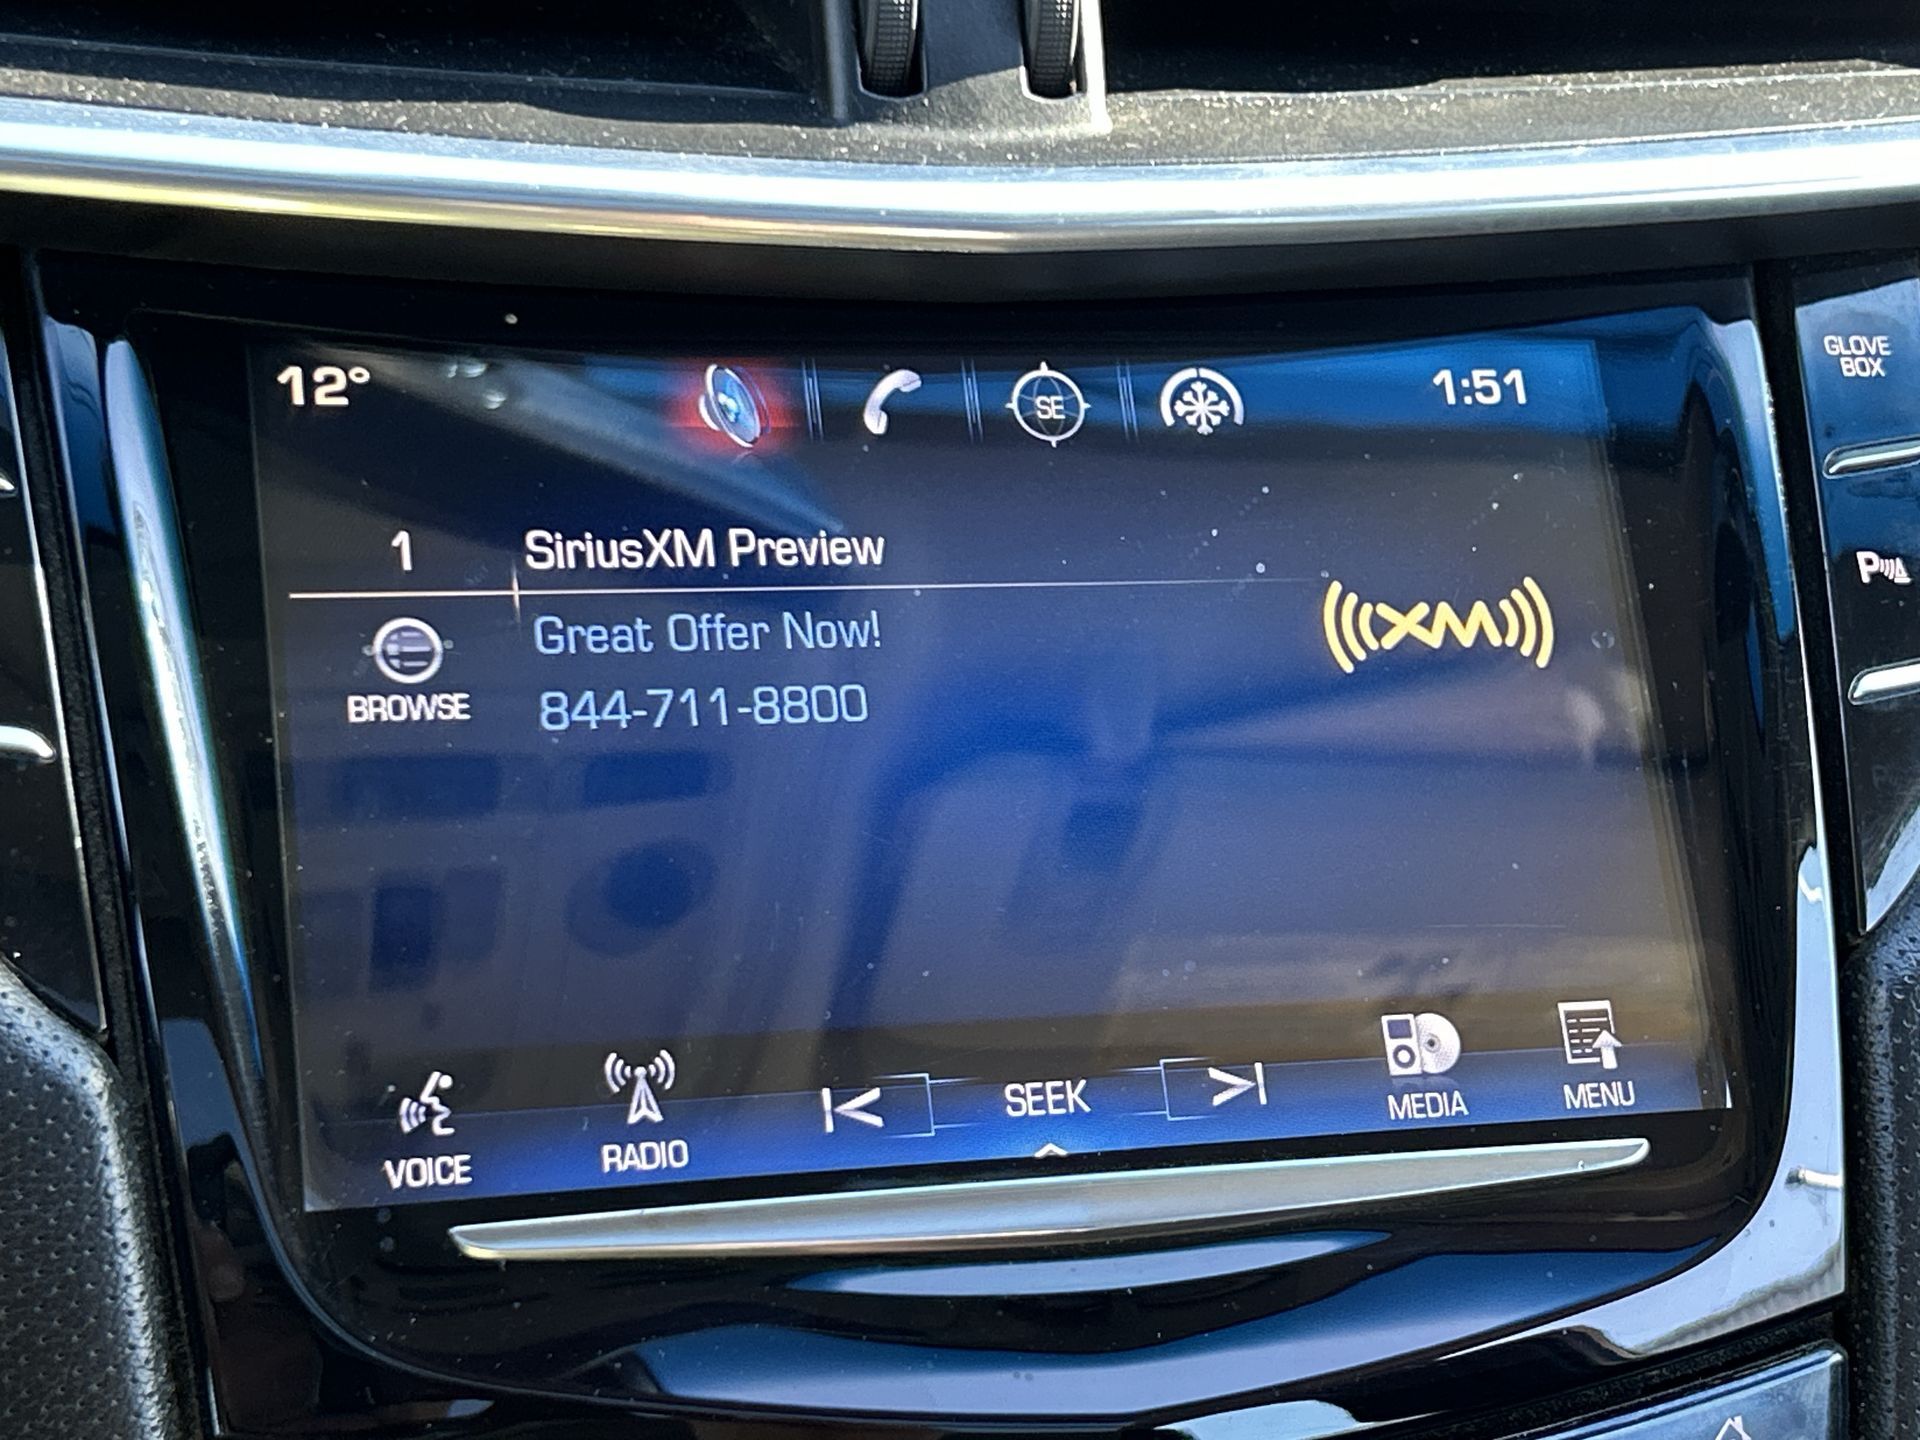 12° SE 1:51
GLOVE
BOX
1 SiriusXM Preview
P
XM
Great Offer Now!
BROWSE 844-711-8800
VOICE RADIO SEEK MEDIA MENU